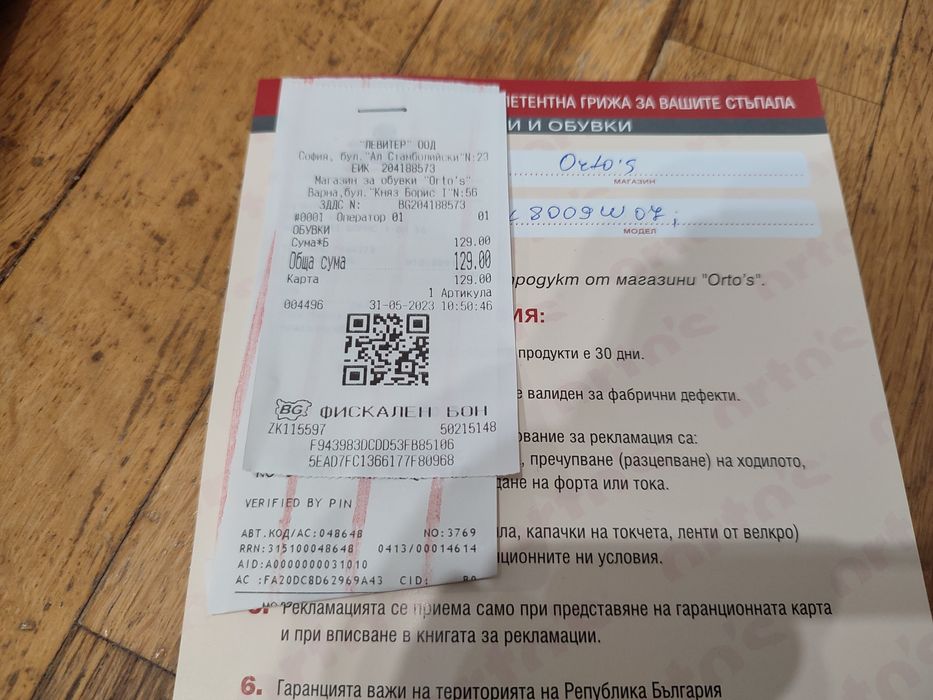 "ЛЕВИТЕР" ООД
София, бул."Ал Стамболийски"N:23
ЕИК 204188573
Магазин за обувки "Orto's"
Варна,бул."Княз Борис I"N:56
ЗДДС N: BG204188573
#0001 Оператор 01 01
ОБУВКИ
Сума*Б 129.00
Обща сума 129.00
Карта 129.00
1 Артикула
004496 31-05-2023 10:50:46
BG ФИСКАЛЕН БОН
ZK115597 50215148
F943983DCDD53FB85106
5EAD7FC1366177F80968
VERIFIED BY PIN
АВТ.КОД/AC:048648 NO:3769
RRN:315100048648 0413/00014614
AID:A0000000031010
AC :FA20DC8D62969A43 CID: 80
ГРИЖА ЗА ВАШИТЕ СТЪПАЛА
И ОБУВКИ
Orto's
МАГАЗИН
8009W 07;
МОДЕЛ
продукт от магазини "Orto's".
продукти е 30 дни.
е валиден за фабрични дефекти.
за рекламация са:
, пречупване (разцепване) на ходилото,
на форта или тока.
капачки на токчета, ленти от велкро)
ни условия.
Рекламацията се приема само при представяне на гаранционната карта
и при вписване в книгата за рекламации.
6. Гаранцията важи на територията на Република България